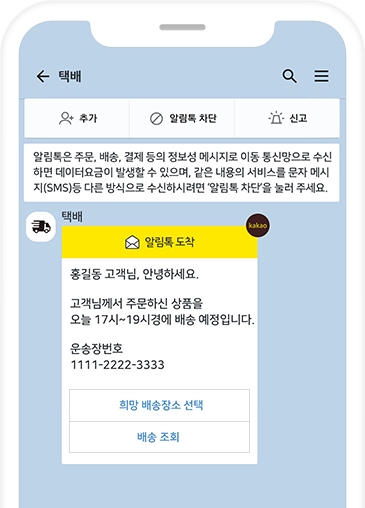 택배
추가
알림톡 차단
신고
알림톡은 주문, 배송, 결제 등의 정보성 메시지로 이동 통신망으로 수신
하면 데이터요금이 발생할 수 있으며, 같은 내용의 서비스를 문자 메시
지(SMS)등 다른 방식으로 수신하시려면 '알림톡 차단'을 눌러 주세요.
택배
알림톡 도착
kakao
홍길동 고객님, 안녕하세요.
고객님께서 주문하신 상품을
오늘 17시~19시경에 배송 예정입니다.
운송장번호
1111-2222-3333
희망 배송장소 선택
배송 조회